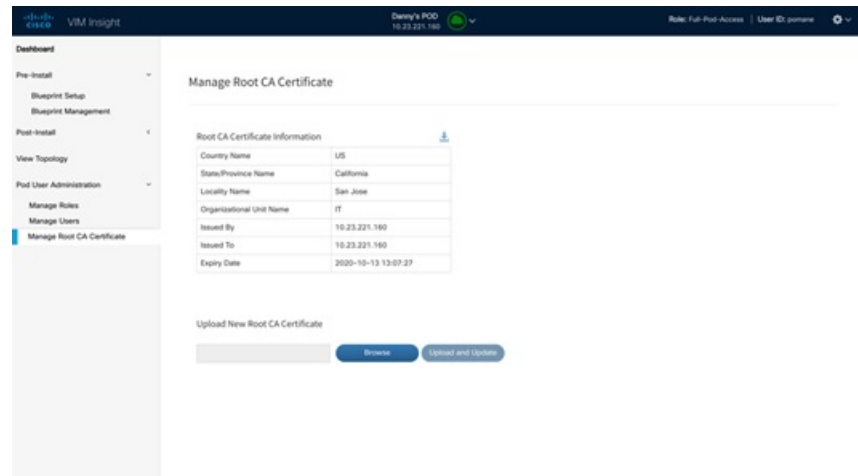 cisco VIM Insight
Danny's POD
10.23.221.160
Role: Full-Pod-Access | User ID: pomane
Dashboard
Pre-Install
Blueprint Setup
Blueprint Management
Post-Install
View Topology
Pod User Administration
Manage Roles
Manage Users
Manage Root CA Certificate
Manage Root CA Certificate
Root CA Certificate Information
Country Name US
State/Province Name California
Locality Name San Jose
Organizational Unit Name IT
Issued By 10.23.221.160
Issued To 10.23.221.160
Expiry Date 2020-10-13 13:07:27
Upload New Root CA Certificate
Browse Upload and Update